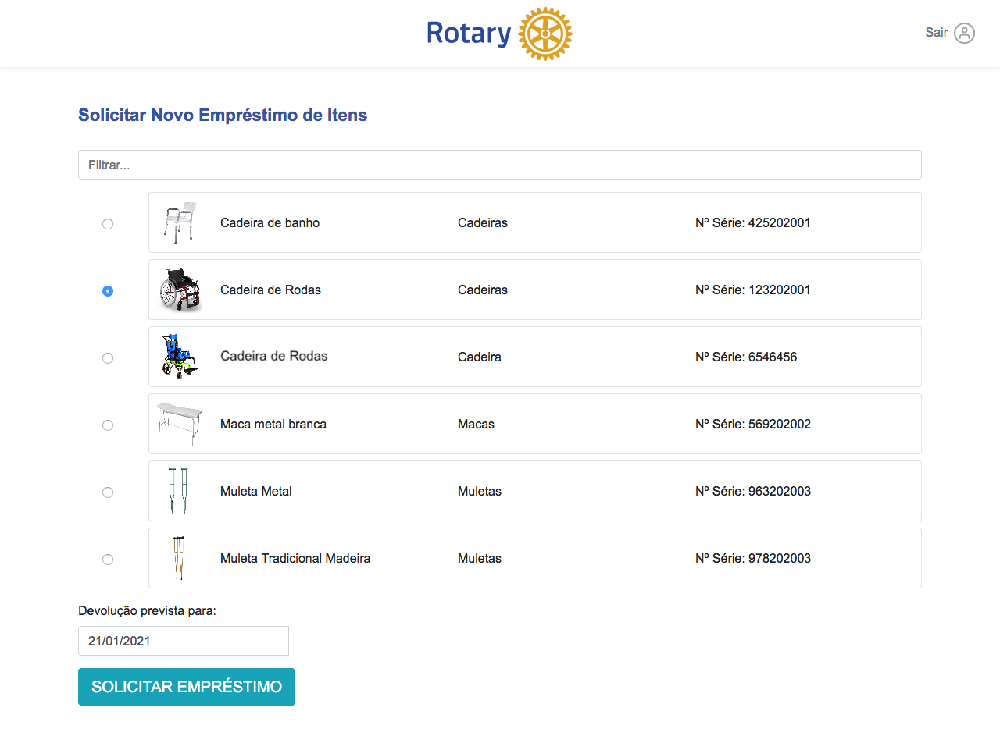 Rotary
Sair
Solicitar Novo Empréstimo de Itens
Filtrar...
Cadeira de banho Cadeiras Nº Série: 425202001
Cadeira de Rodas Cadeiras Nº Série: 123202001
Cadeira de Rodas Cadeira Nº Série: 6546456
Maca metal branca Macas Nº Série: 569202002
Muleta Metal Muletas Nº Série: 963202003
Muleta Tradicional Madeira Muletas Nº Série: 978202003
Devolução prevista para:
21/01/2021
SOLICITAR EMPRÉSTIMO